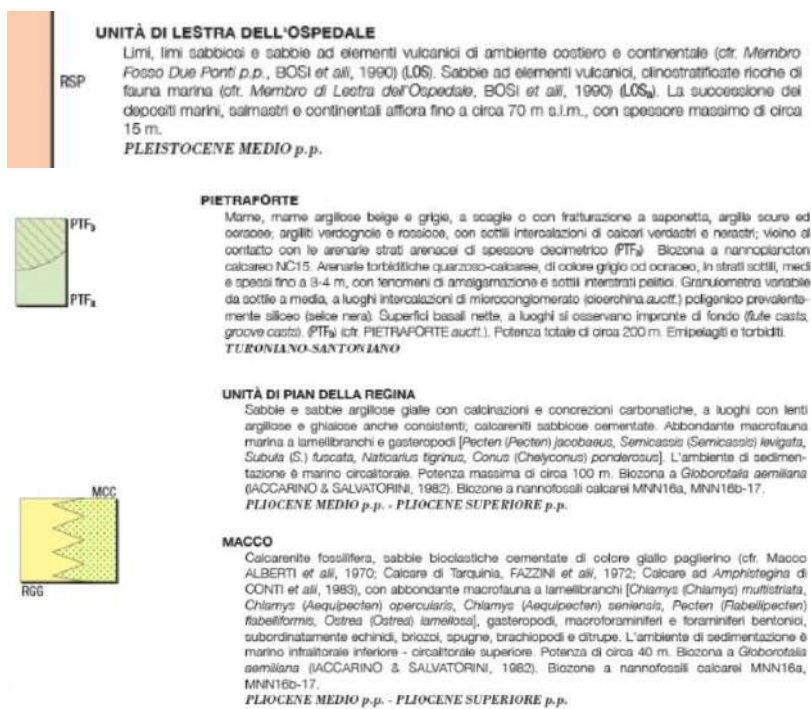 UNITÀ DI LESTRA DELL'OSPEDALE
Limi, limi sabbiosi e sabbie ad elementi vulcanici di ambiente costiero e continentale (cfr. Membro
Fosso Due Ponti p.p., BOSI et alii, 1990) (LOS). Sabbie ad elementi vulcanici, clinostratificate ricche di
RSP
fauna marina (cfr. Membro di Lestra dell'Ospedale, BOSI et alii, 1990) (LOSa). La successione dei
depositi marini, salmastri e continentali affiora fino a circa 70 m s.l.m., con spessore massimo di circa
15 m.
PLEISTOCENE MEDIO p.p.
PIETRAFORTE
Marne, marne argillose beige e grigie, a scaglie o con fratturazione a saponetta, argille scure ed
PTFb
ocracee; argilliti verdognole e rossicce, con sottili intercalazioni di calcari verdastri e nerastri; vicino al
contatto con le arenarie strati arenacei di spessore decimetrico (PTFb) Biozona a nannoplancton
calcareo NC15. Arenarie torbiditiche quarzoso-calcaree, di colore grigio od ocraceo, in strati sottili, medi
e spessi fino a 3-4 m, con fenomeni di amalgamazione e sottili interstrati pelitici. Granulometria variabile
da sottile a media, a luoghi intercalazioni di microconglomerato (cicerchina auctt.) poligenico prevalente-
PTFa
mente siliceo (selce nera). Superfici basali nette, a luoghi si osservano impronte di fondo (flute casts,
groove casts). (PTFa) (cfr. PIETRAFORTE auctt.). Potenza totale di circa 200 m. Emipelagiti e torbiditi.
TURONIANO-SANTONIANO
UNITÀ DI PIAN DELLA REGINA
Sabbie e sabbie argillose gialle con calcinazioni e concrezioni carbonatiche, a luoghi con lenti
argillose e ghiaiose anche consistenti; calcareniti sabbiose cementate. Abbondante macrofauna
marina a lamellibranchi e gasteropodi [Pecten (Pecten) jacobaeus, Semicassis (Semicassis) levigata,
Subula (S.) fuscata, Naticarius tigrinus, Conus (Chelyconus) ponderosus]. L'ambiente di sedimen-
tazione è marino circalitorale. Potenza massima di circa 100 m. Biozona a Globorotalia aemiliana
(IACCARINO & SALVATORINI, 1982). Biozone a nannofossili calcarei MNN16a, MNN16b-17.
PLIOCENE MEDIO p.p. - PLIOCENE SUPERIORE p.p.
MCC
MACCO
Calcarenite fossilifera, sabbie bioclastiche cementate di colore giallo paglierino (cfr. Macco
ALBERTI et alii, 1970; Calcare di Tarquinia, FAZZINI et alii, 1972; Calcare ad Amphistegina di
CONTI et alii, 1983), con abbondante macrofauna a lamellibranchi [Chlamys (Chlamys) multistriata,
RGG
Chlamys (Aequipecten) opercularis, Chlamys (Aequipecten) seniensis, Pecten (Flabellipecten)
flabelliformis, Ostrea (Ostrea) lamellosa], gasteropodi, macroforaminiferi e foraminiferi bentonici,
subordinatamente echinidi, briozoi, spugne, brachiopodi e ditrupe. L'ambiente di sedimentazione è
marino infralitorale inferiore - circalitorale superiore. Potenza di circa 40 m. Biozona a Globorotalia
aemiliana (IACCARINO & SALVATORINI, 1982). Biozone a nannofossili calcarei MNN16a,
MNN16b-17.
PLIOCENE MEDIO p.p. - PLIOCENE SUPERIORE p.p.